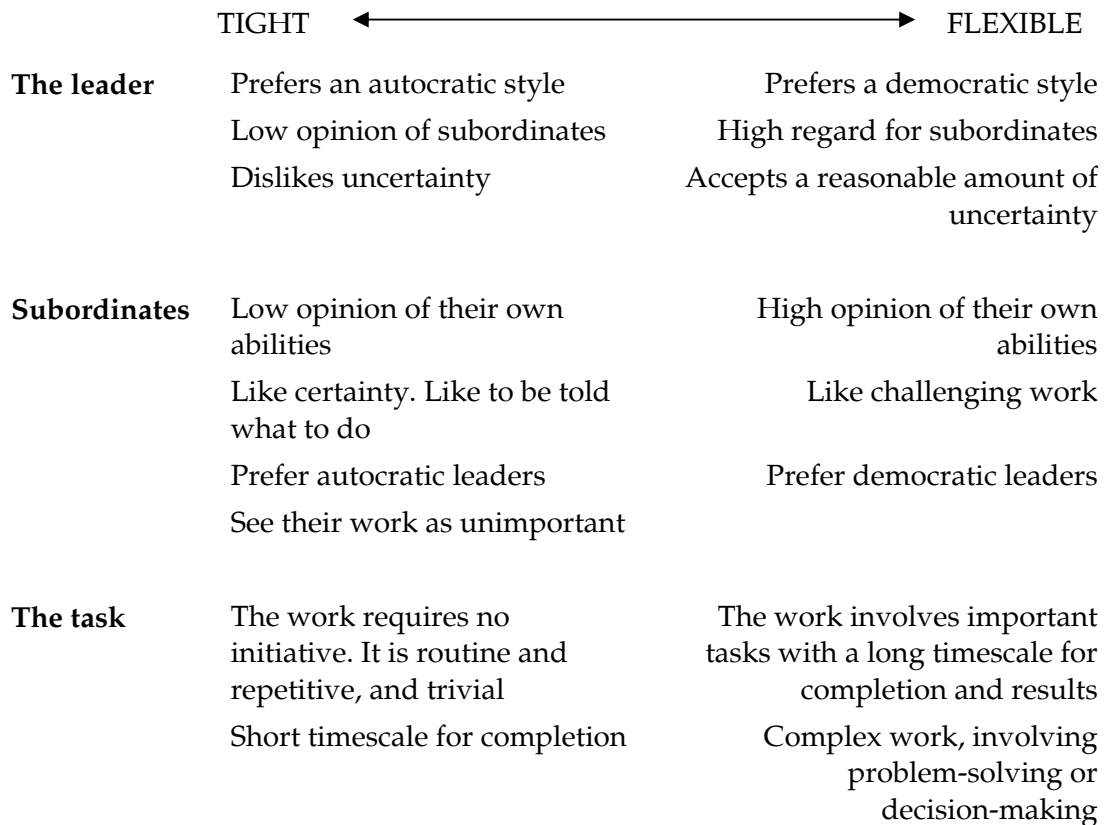 TIGHT FLEXIBLE
The leader Prefers an autocratic style Prefers a democratic style
Low opinion of subordinates High regard for subordinates
Dislikes uncertainty Accepts a reasonable amount of
uncertainty
Subordinates Low opinion of their own High opinion of their own
abilities abilities
Like certainty. Like to be told Like challenging work
what to do
Prefer autocratic leaders Prefer democratic leaders
See their work as unimportant
The task The work requires no The work involves important
initiative. It is routine and tasks with a long timescale for
repetitive, and trivial completion and results
Short timescale for completion Complex work, involving
problem-solving or
decision-making